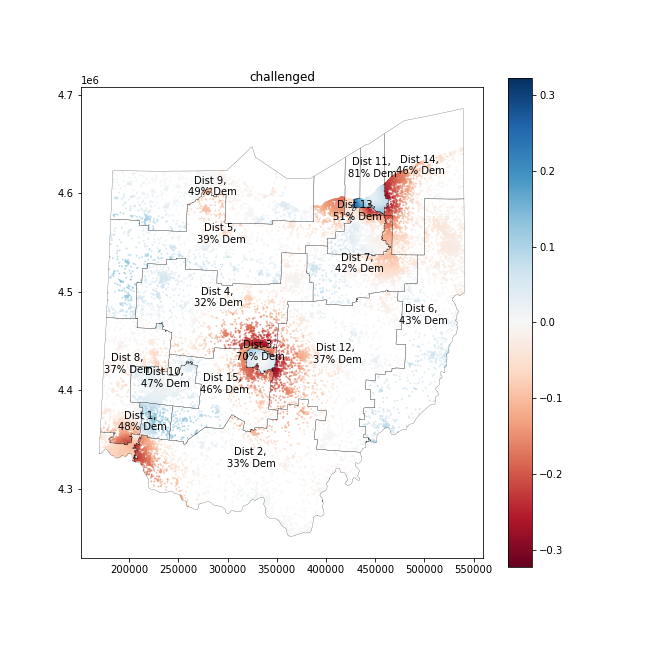 challenged
1e6
4.7
4.6
4.5
4.4
4.3
Dist 11,
81% Dem
Dist 14,
46% Dem
Dist 9,
49% Dem
Dist 13,
51% Dem
Dist 5,
39% Dem
Dist 7,
42% Dem
Dist 4,
32% Dem
Dist 6,
43% Dem
Dist 3,
70% Dem
Dist 12,
37% Dem
Dist 8,
37% Dem
Dist 10,
47% Dem
Dist 15,
46% Dem
Dist 1,
48% Dem
Dist 2,
33% Dem
200000 250000 300000 350000 400000 450000 500000 550000
0.3
0.2
0.1
0.0
−0.1
−0.2
−0.3